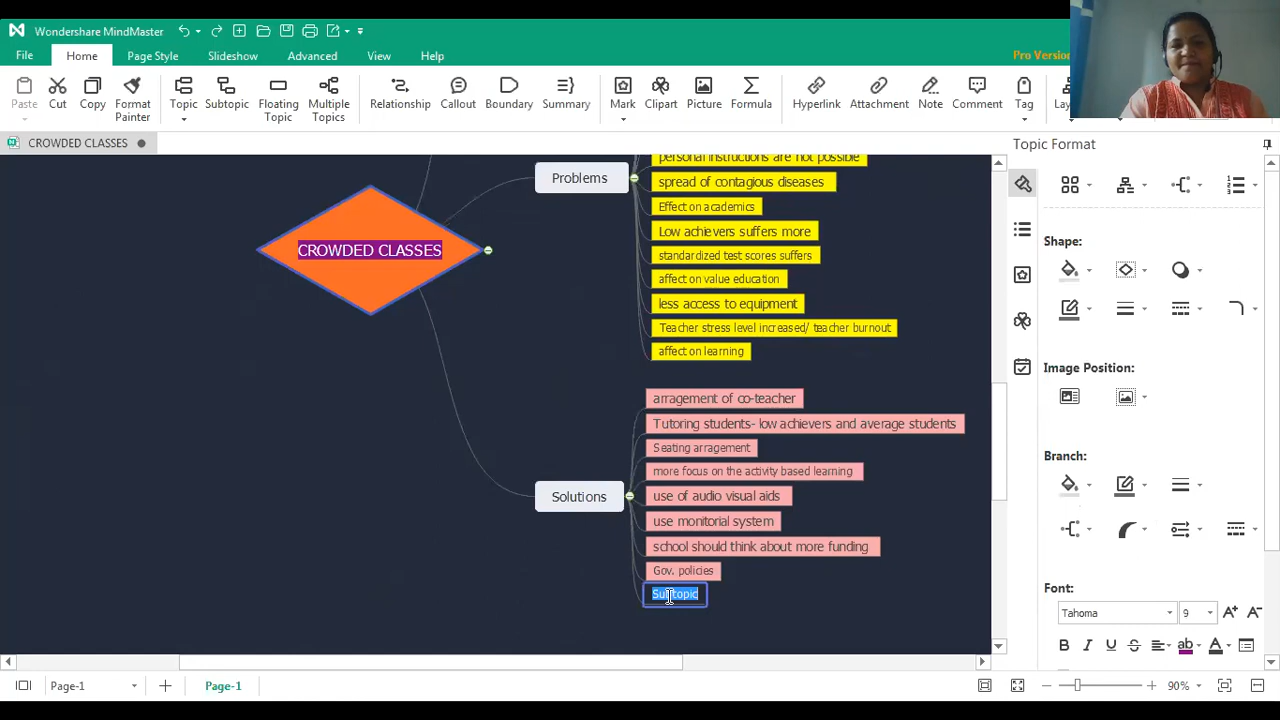 Wondershare MindMaster
File Home Page Style Slideshow Advanced View Help Pro Version
Paste Cut Copy Format Painter Topic Subtopic Floating Topic Multiple Topics Relationship Callout Boundary Summary Mark Clipart Picture Formula Hyperlink Attachment Note Comment Tag
CROWDED CLASSES
Topic Format
Problems
personal instructions are not possible
spread of contagious diseases
Effect on academics
Low achievers suffers more
standardized test scores suffers
affect on value education
less access to equipment
Teacher stress level increased/ teacher burnout
affect on learning
CROWDED CLASSES
arragement of co-teacher
Tutoring students- low achievers and average students
Seating arragement
more focus on the activity based learning
use of audio visual aids
use monitorial system
school should think about more funding
Gov. policies
Subtopic
Solutions
Shape:
Image Position:
Branch:
Font:
Tahoma 9 A+ A-
B I U S ab A
Page-1 Page-1 90%